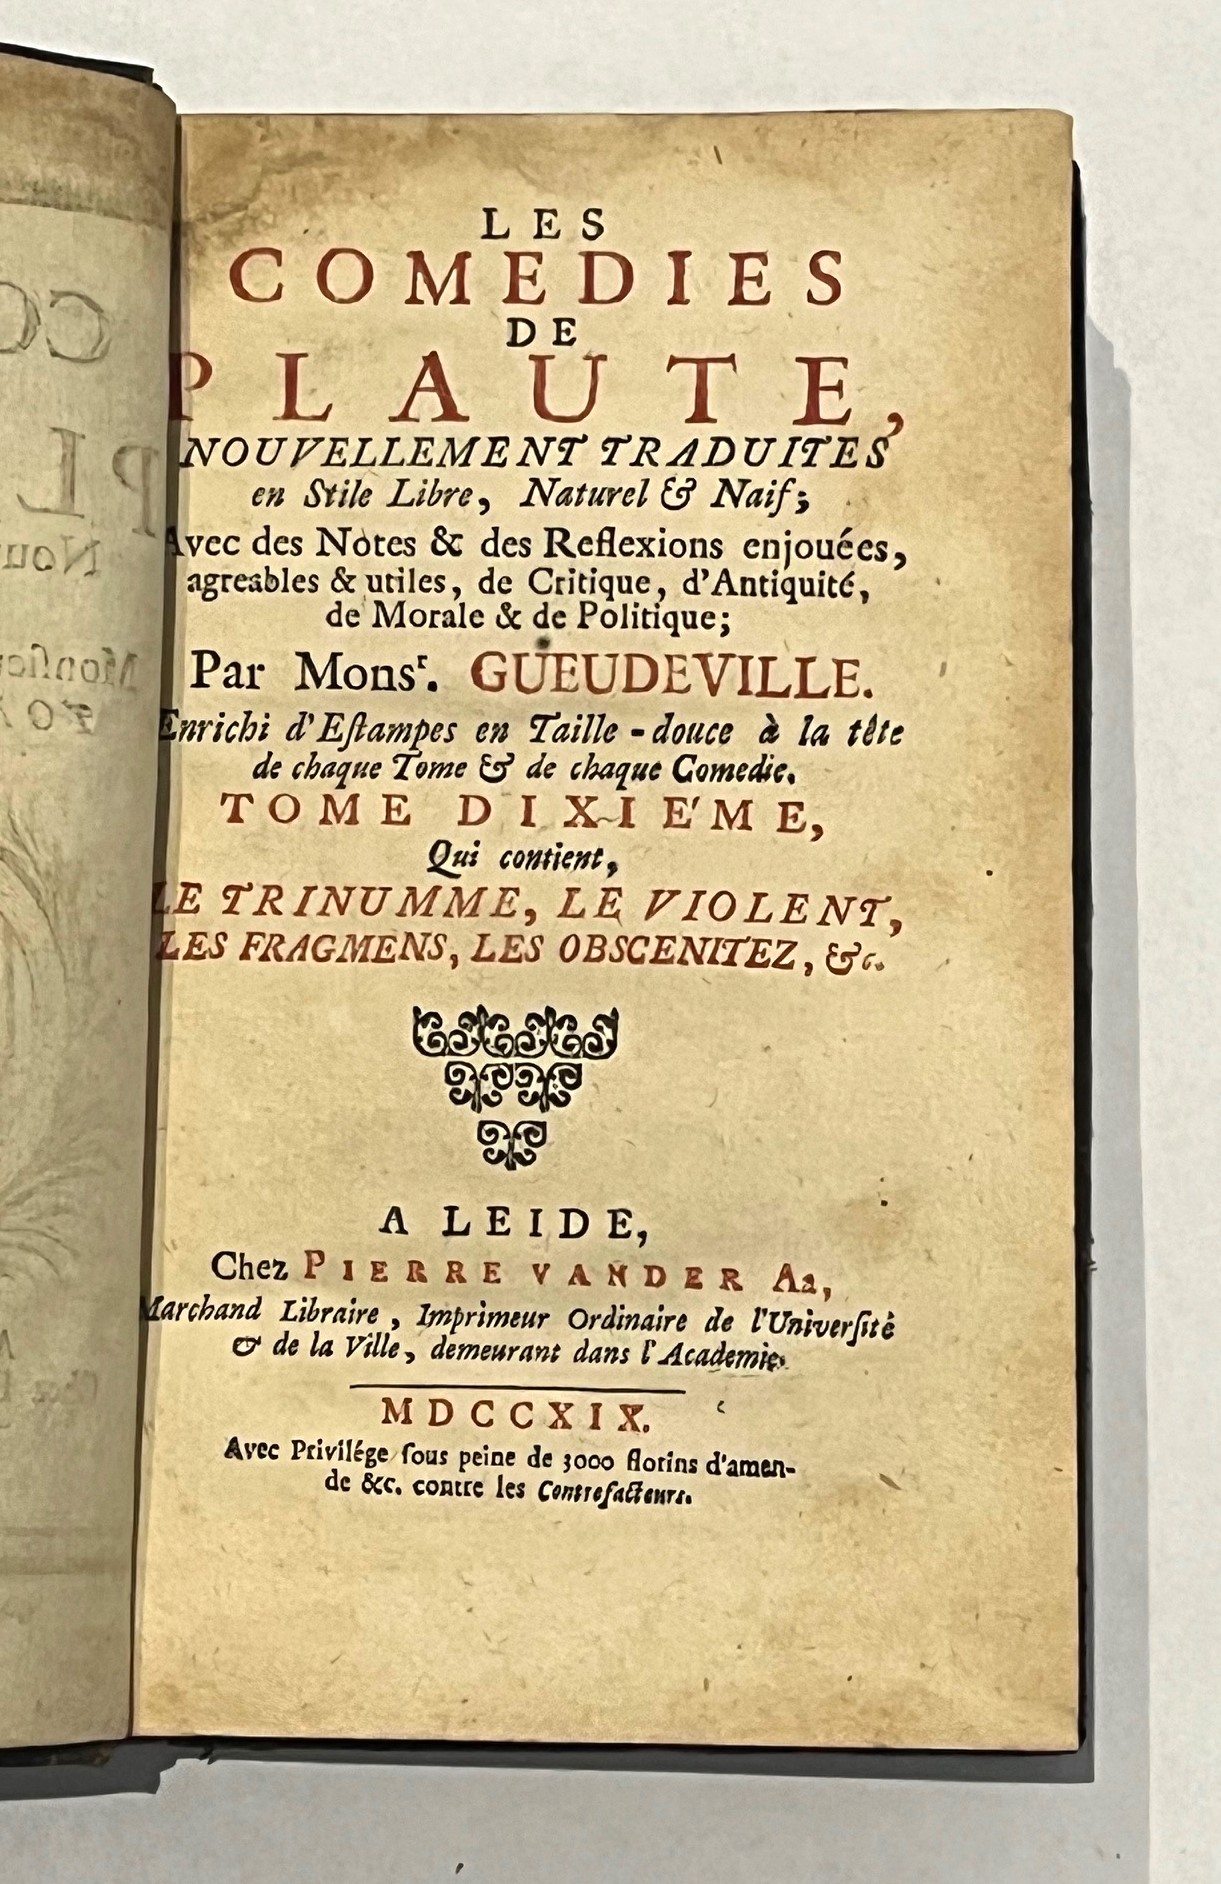 LES
COMEDIES
DE
PLAUTE,
NOUVELLEMENT TRADUITES
en Stile Libre, Naturel & Naif;
Avec des Notes & des Reflexions enjouées,
agreables & utiles, de Critique, d'Antiquité,
de Morale & de Politique;
Par Monsʳ. GUEUDEVILLE.
Enrichi d'Eſtampes en Taille-douce à la tête
de chaque Tome & de chaque Comedie.
TOME DIXIE'ME,
Qui contient,
LE TRINUMME, LE VIOLENT,
LES FRAGMENS, LES OBSCENITEZ, &c.
A LEIDE,
Chez PIERRE VANDER Aa,
Marchand Libraire, Imprimeur Ordinaire de l'Univerſité
& de la Ville, demeurant dans l'Academie.
MDCCXIX.
Avec Privilége ſous peine de 3000 florins d'amen-
de &c. contre les Contrefacteurs.